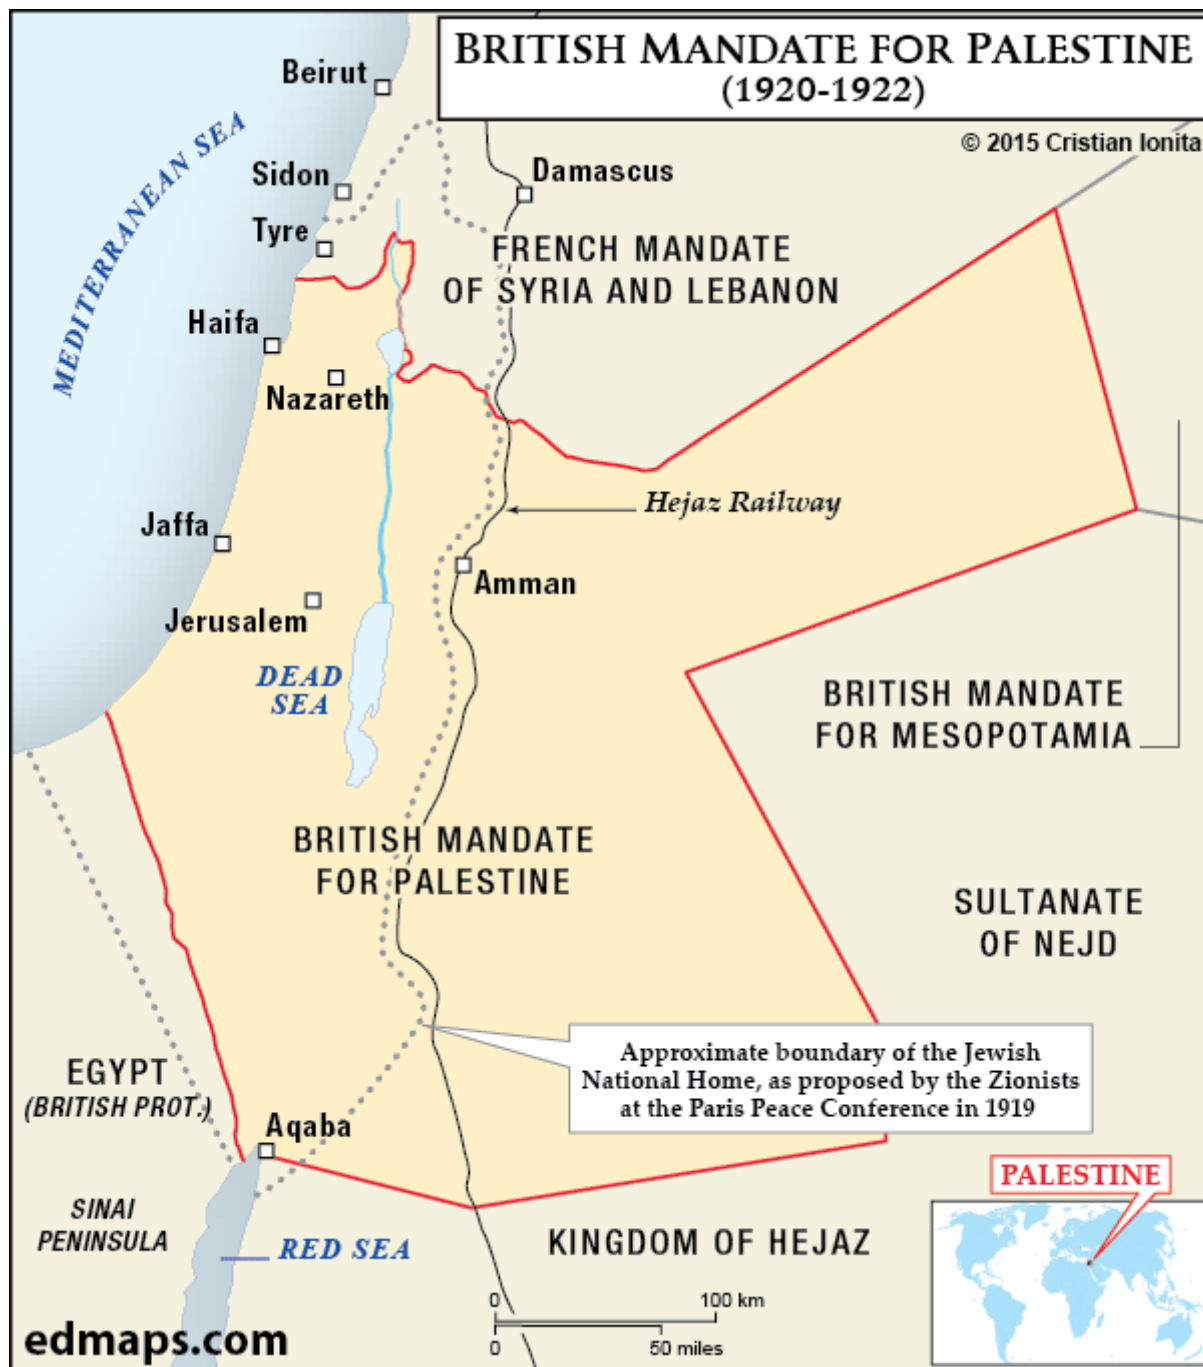 BRITISH MANDATE FOR PALESTINE
(1920-1922)
© 2015 Cristian Ionita
Beirut
MEDITERRANEAN SEA
Sidon
Damascus
Tyre
FRENCH MANDATE
OF SYRIA AND LEBANON
Haifa
Nazareth
Hejaz Railway
Jaffa
Amman
Jerusalem
DEAD
SEA
BRITISH MANDATE
FOR MESOPOTAMIA
BRITISH MANDATE
FOR PALESTINE
SULTANATE
OF NEJD
Approximate boundary of the Jewish
National Home, as proposed by the Zionists
at the Paris Peace Conference in 1919
EGYPT
(BRITISH PROT.)
Aqaba
PALESTINE
SINAI
PENINSULA
RED SEA
KINGDOM OF HEJAZ
0 100 km
0 50 miles
edmaps.com